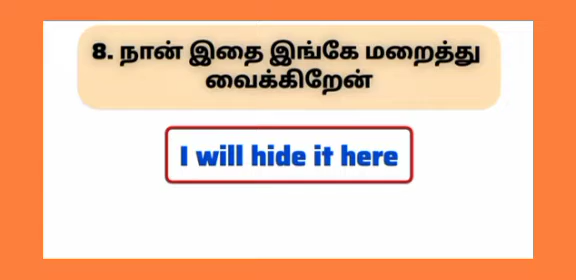 8. நான் இதை இங்கே மறைத்து
வைக்கிறேன்
I will hide it here